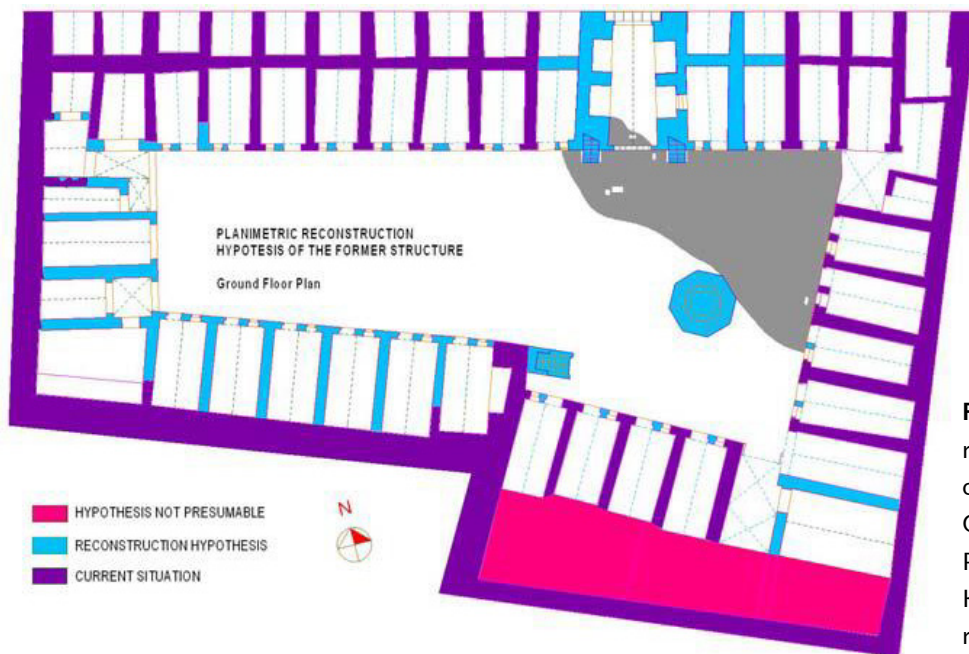 PLANIMETRIC RECONSTRUCTION
HYPOTESIS OF THE FORMER STRUCTURE
Ground Floor Plan
N
HYPOTHESIS NOT PRESUMABLE
RECONSTRUCTION HYPOTHESIS
CURRENT SITUATION